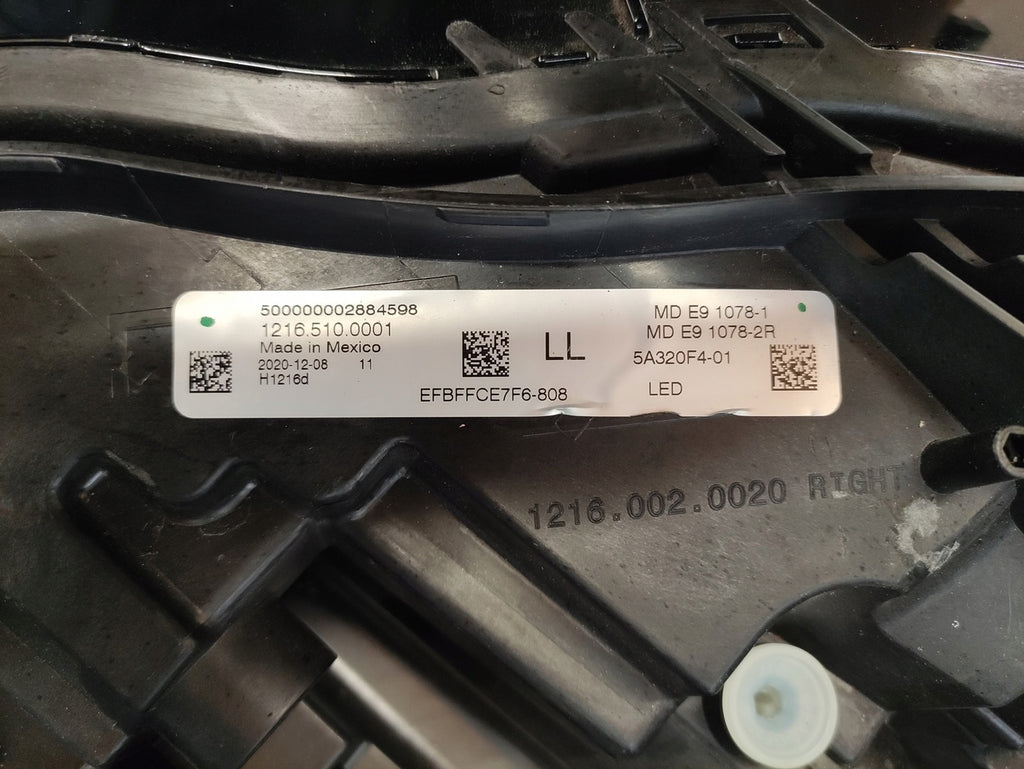 500000002884598
1216.510.0001
Made in Mexico
2020-12-08 11
H1216d
LL
EFBFFCE7F6-808
MD E9 1078-1
MD E9 1078-2R
5A320F4-01
LED
1216.002.0020 RIGHT